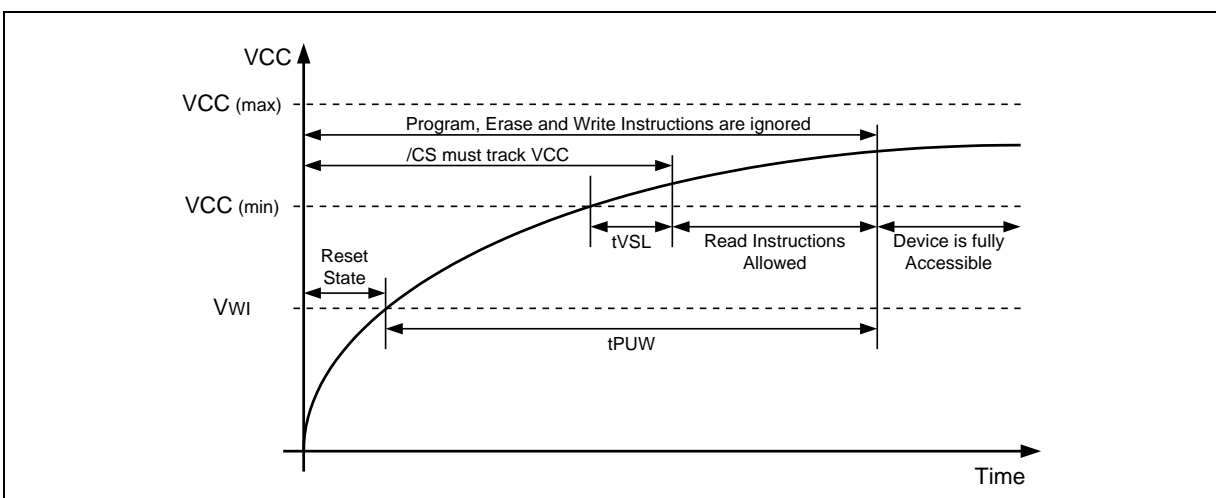 VCC
VCC (max)
Program, Erase and Write Instructions are ignored
/CS must track VCC
VCC (min)
tVSL
Read Instructions
Allowed
Device is fully
Accessible
Reset
State
VWI
tPUW
Time